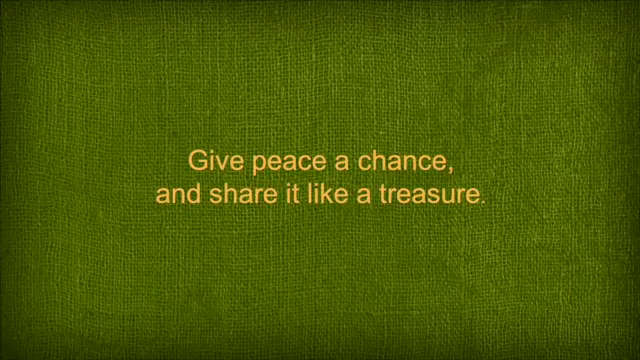 Give peace a chance,
and share it like a treasure.